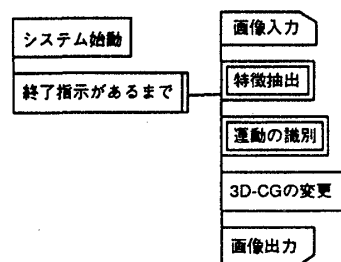 システム始動
終了指示があるまで
画像入力
特徴抽出
運動の識別
3D-CGの変更
画像出力